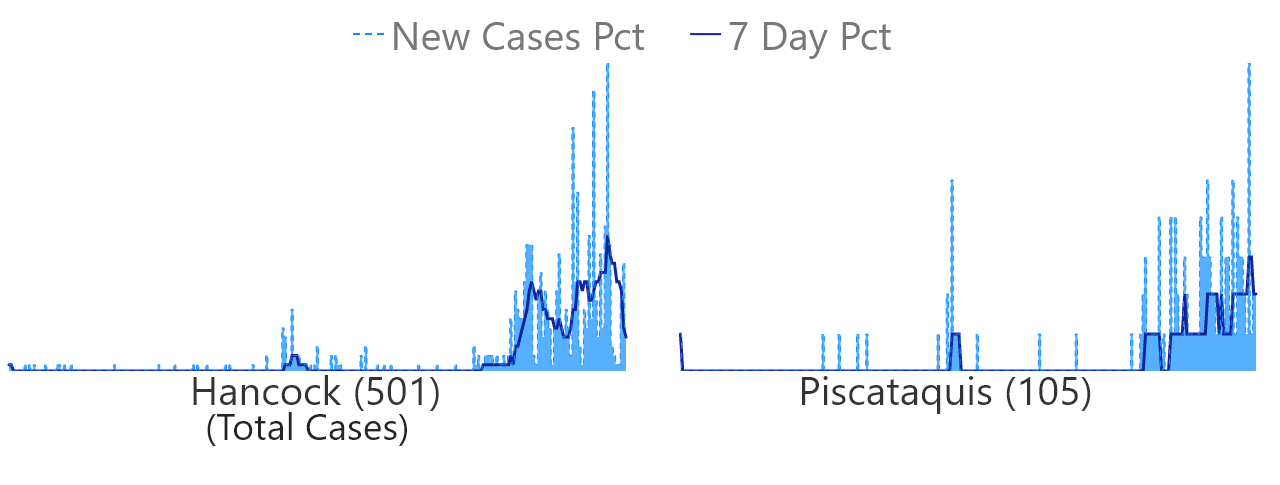 New Cases Pct 7 Day Pct
Hancock (501)
(Total Cases)
Piscataquis (105)